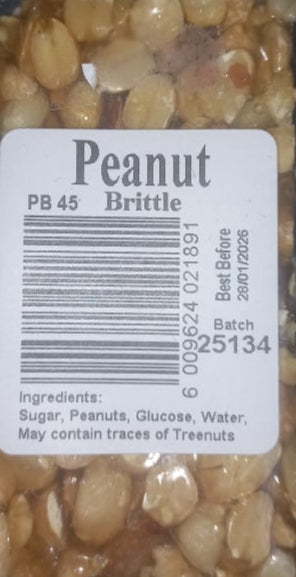 Peanut
PB 45 Brittle
6 009624 021891
Best Before
28/01/2026
Batch
25134
Ingredients:
Sugar, Peanuts, Glucose, Water,
May contain traces of Treenuts